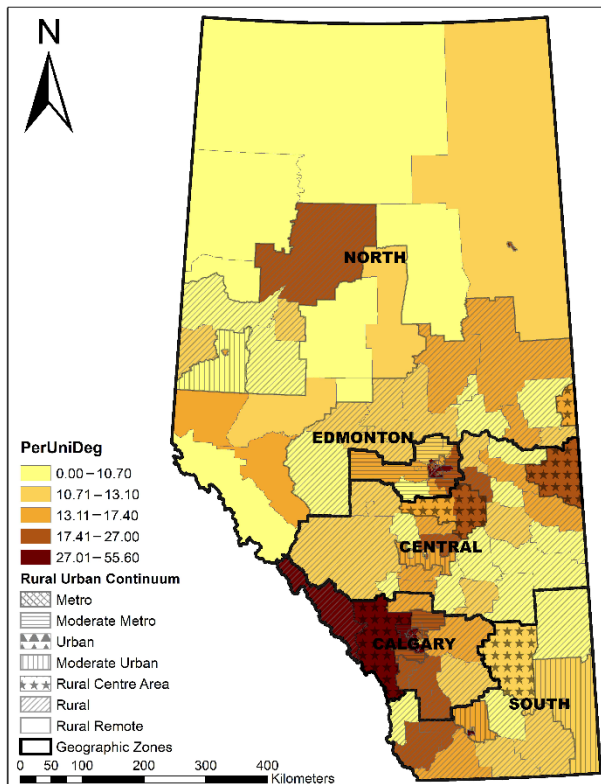 N
NORTH
EDMONTON
CENTRAL
CALGARY
SOUTH
PerUniDeg
0.00–10.70
10.71–13.10
13.11–17.40
17.41–27.00
27.01–55.60
Rural Urban Continuum
Metro
Moderate Metro
Urban
Moderate Urban
Rural Centre Area
Rural
Rural Remote
Geographic Zones
0 50 100 200 300 400
Kilometers